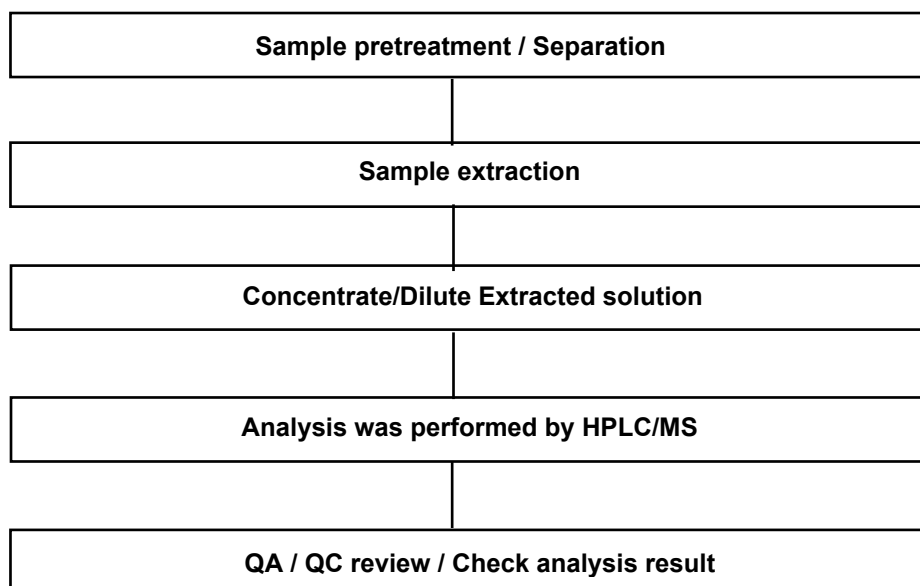 Sample pretreatment / Separation
Sample extraction
Concentrate/Dilute Extracted solution
Analysis was performed by HPLC/MS
QA / QC review / Check analysis result